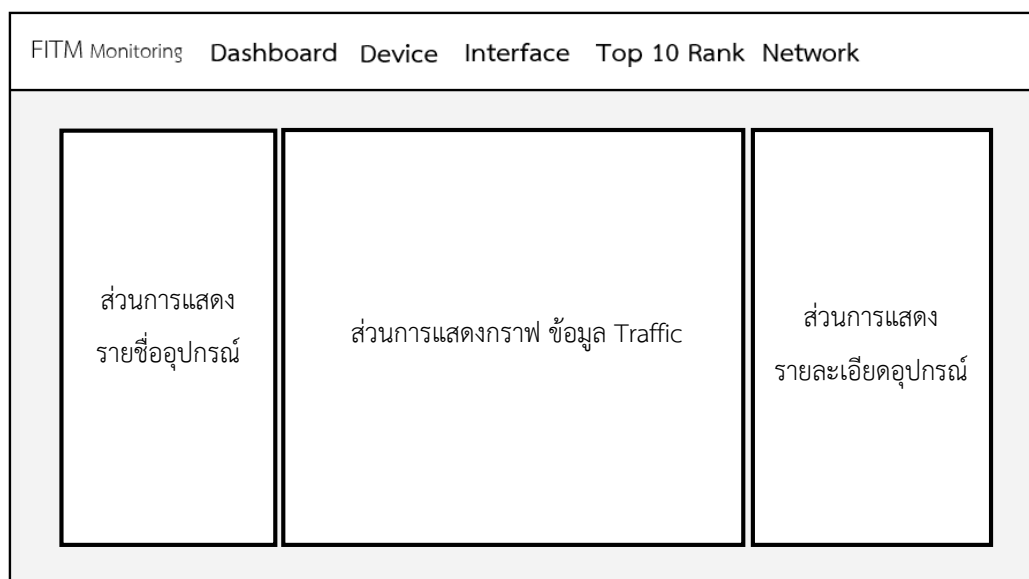 FITM Monitoring Dashboard Device Interface Top 10 Rank Network
ส่วนการแสดง
รายชื่ออุปกรณ์
ส่วนการแสดงกราฟ ข้อมูล Traffic
ส่วนการแสดง
รายละเอียดอุปกรณ์